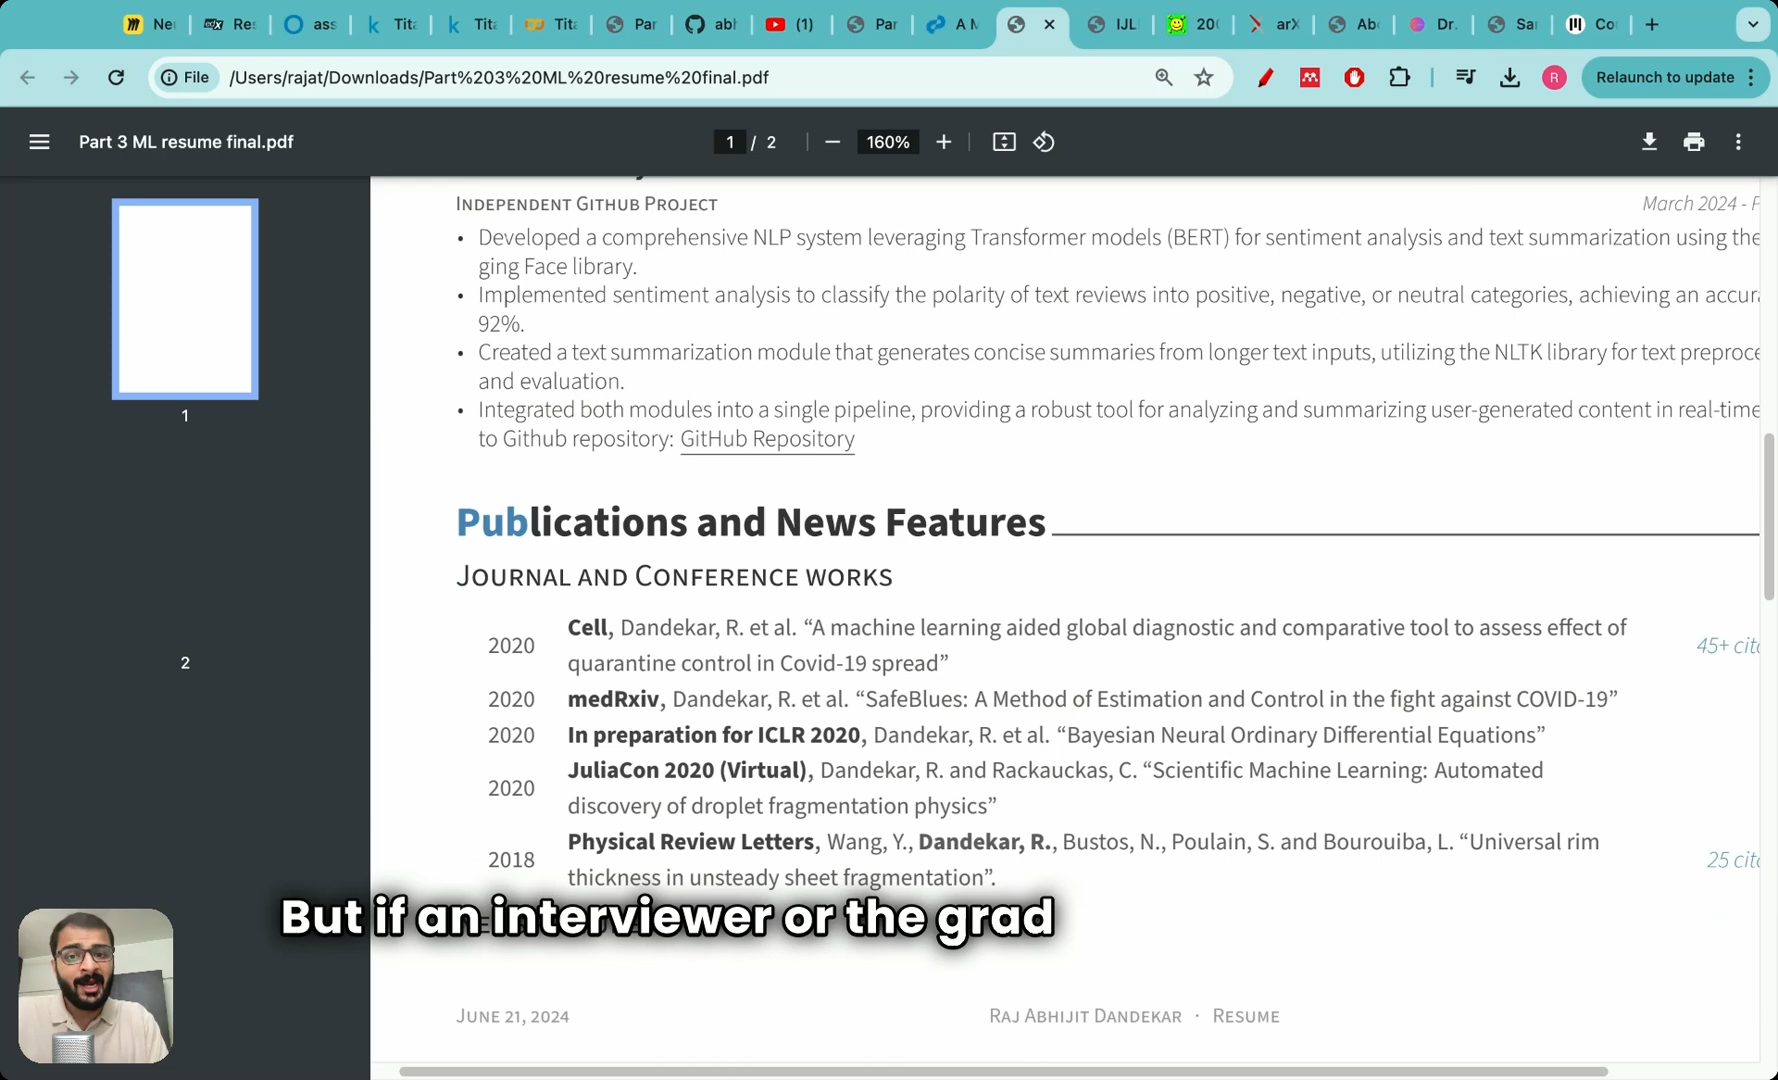 Ne
Res
ass
Tita
Tita
Tita
Par
abh
(1)
Par
A M
IJL
20(
arX
Abo
Dr.
Sar
Co
File
/Users/rajat/Downloads/Part%203%20ML%20resume%20final.pdf
R
Relaunch to update
Part 3 ML resume final.pdf
1 / 2
160%
1
2
Independent Github Project
March 2024 - P
• Developed a comprehensive NLP system leveraging Transformer models (BERT) for sentiment analysis and text summarization using the
ging Face library.
• Implemented sentiment analysis to classify the polarity of text reviews into positive, negative, or neutral categories, achieving an accura
92%.
• Created a text summarization module that generates concise summaries from longer text inputs, utilizing the NLTK library for text preproce
and evaluation.
• Integrated both modules into a single pipeline, providing a robust tool for analyzing and summarizing user-generated content in real-time
to Github repository: GitHub Repository
Publications and News Features
Journal and Conference works
2020 Cell, Dandekar, R. et al. “A machine learning aided global diagnostic and comparative tool to assess effect of
quarantine control in Covid-19 spread”
45+ cita
2020 medRxiv, Dandekar, R. et al. “SafeBlues: A Method of Estimation and Control in the fight against COVID-19”
2020 In preparation for ICLR 2020, Dandekar, R. et al. “Bayesian Neural Ordinary Differential Equations”
2020 JuliaCon 2020 (Virtual), Dandekar, R. and Rackauckas, C. “Scientific Machine Learning: Automated
discovery of droplet fragmentation physics”
2018 Physical Review Letters, Wang, Y., Dandekar, R., Bustos, N., Poulain, S. and Bourouiba, L. “Universal rim
thickness in unsteady sheet fragmentation”.
25 cita
But if an interviewer or the grad
June 21, 2024
Raj Abhijit Dandekar · Resume